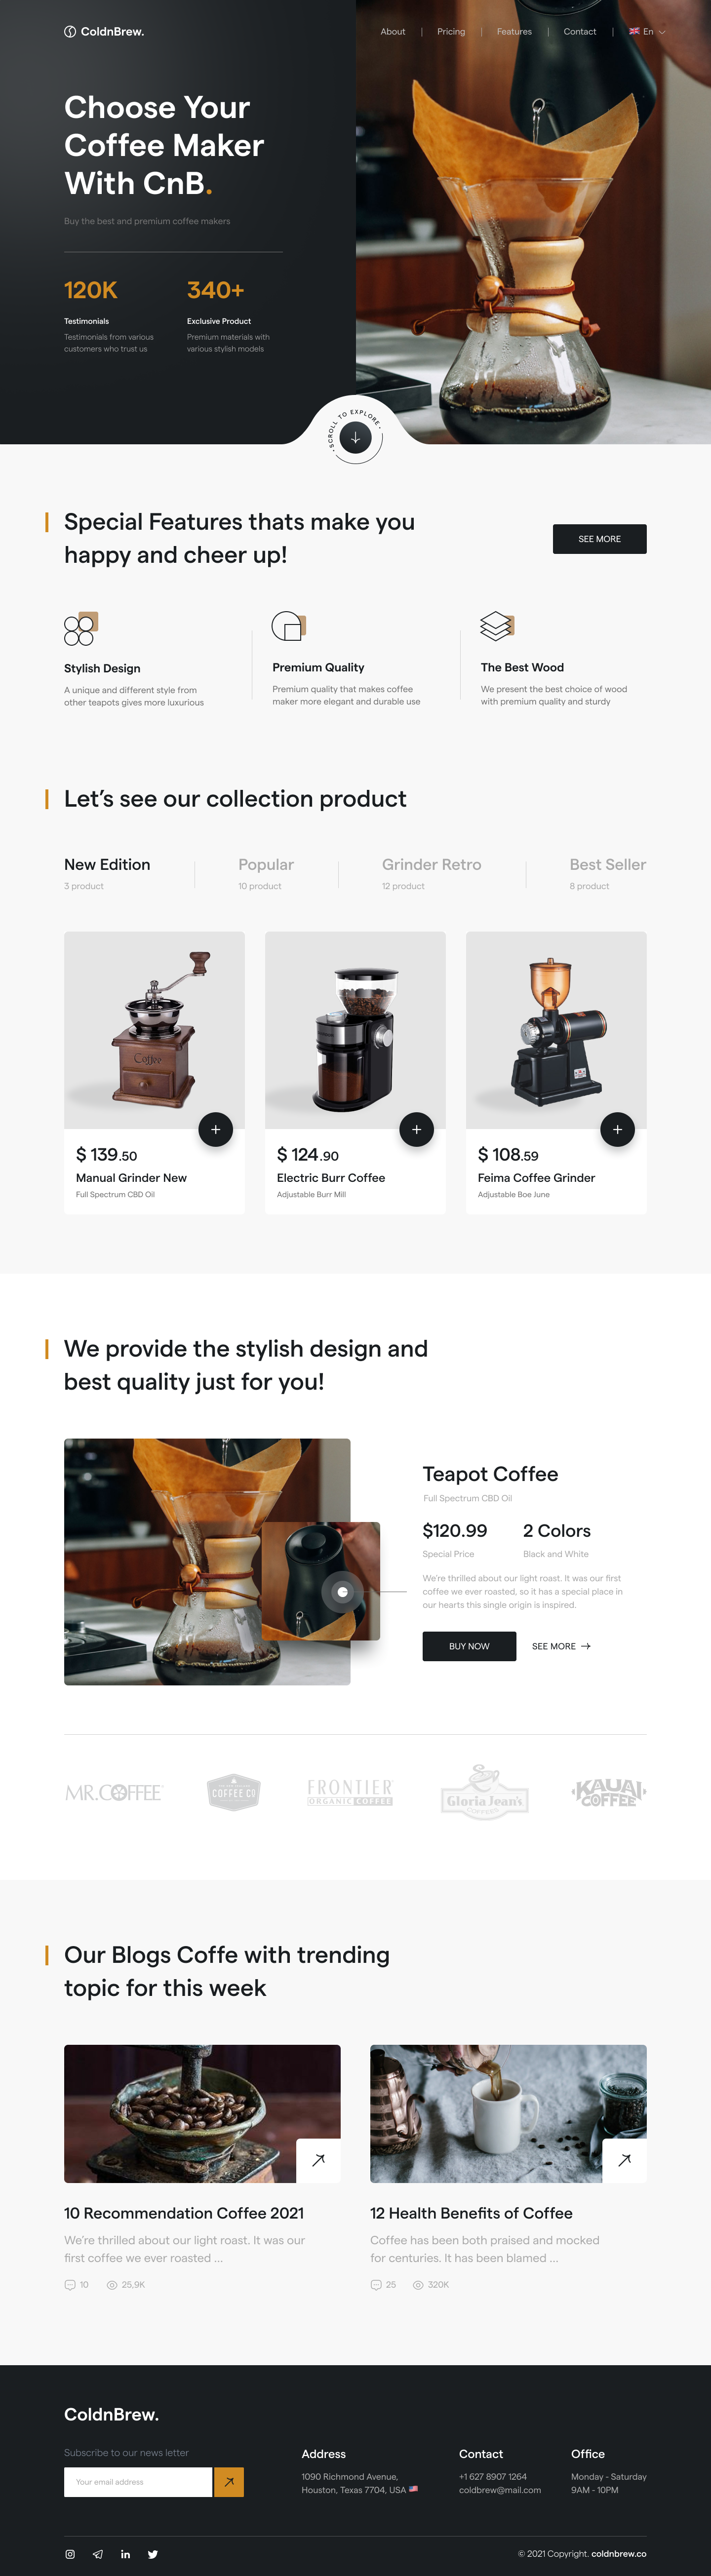 ColdnBrew.
About
Pricing
Features
Contact
En
Choose Your
Coffee Maker
With CnB.
Buy the best and premium coffee makers
120K
Testimonials
Testimonials from various
customers who trust us
340+
Exclusive Product
Premium materials with
various stylish models
SCROLL TO EXPLORE
Special Features thats make you
happy and cheer up!
SEE MORE
Stylish Design
A unique and different style from
other teapots gives more luxurious
Premium Quality
Premium quality that makes coffee
maker more elegant and durable use
The Best Wood
We present the best choice of wood
with premium quality and sturdy
Let's see our collection product
New Edition
3 product
Popular
10 product
Grinder Retro
12 product
Best Seller
8 product
Coffee
$ 139.50
Manual Grinder New
Full Spectrum CBD Oil
$ 124.90
Electric Burr Coffee
Adjustable Burr Mill
$ 108.59
Feima Coffee Grinder
Adjustable Boe June
We provide the stylish design and
best quality just for you!
Teapot Coffee
Full Spectrum CBD Oil
$120.99
Special Price
2 Colors
Black and White
We're thrilled about our light roast. It was our first
coffee we ever roasted, so it has a special place in
our hearts this single origin is inspired.
BUY NOW
SEE MORE
MR. COFFEE
COFFEE CO
FRONTIER
ORGANIC COFFEE
Gloria Jean's
COFFEES
KAUAI
COFFEE
Our Blogs Coffe with trending
topic for this week
10 Recommendation Coffee 2021
We're thrilled about our light roast. It was our
first coffee we ever roasted ...
10
25,9K
12 Health Benefits of Coffee
Coffee has been both praised and mocked
for centuries. It has been blamed ...
25
320K
ColdnBrew.
Subscribe to our news letter
Your email address
Address
1090 Richmond Avenue,
Houston, Texas 7704, USA
Contact
+1 627 8907 1264
coldbrew@mail.com
Office
Monday - Saturday
9AM - 10PM
© 2021 Copyright. coldnbrew.co